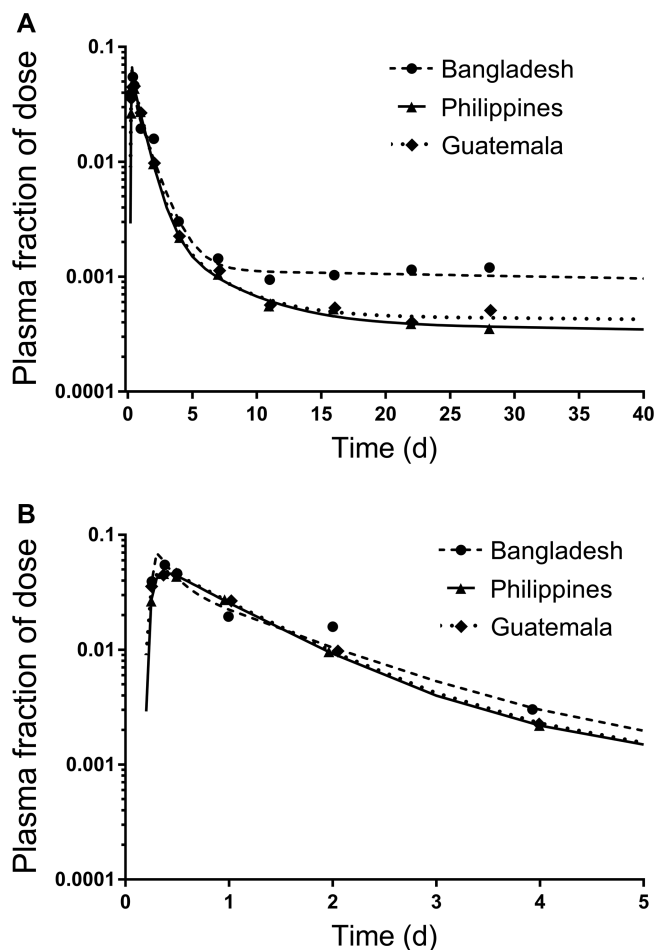 A
Plasma fraction of dose
0.1
0.01
0.001
0.0001
Bangladesh
Philippines
Guatemala
0 5 10 15 20 25 30 35 40
Time (d)
B
Plasma fraction of dose
0.1
0.01
0.001
0.0001
Bangladesh
Philippines
Guatemala
0 1 2 3 4 5
Time (d)